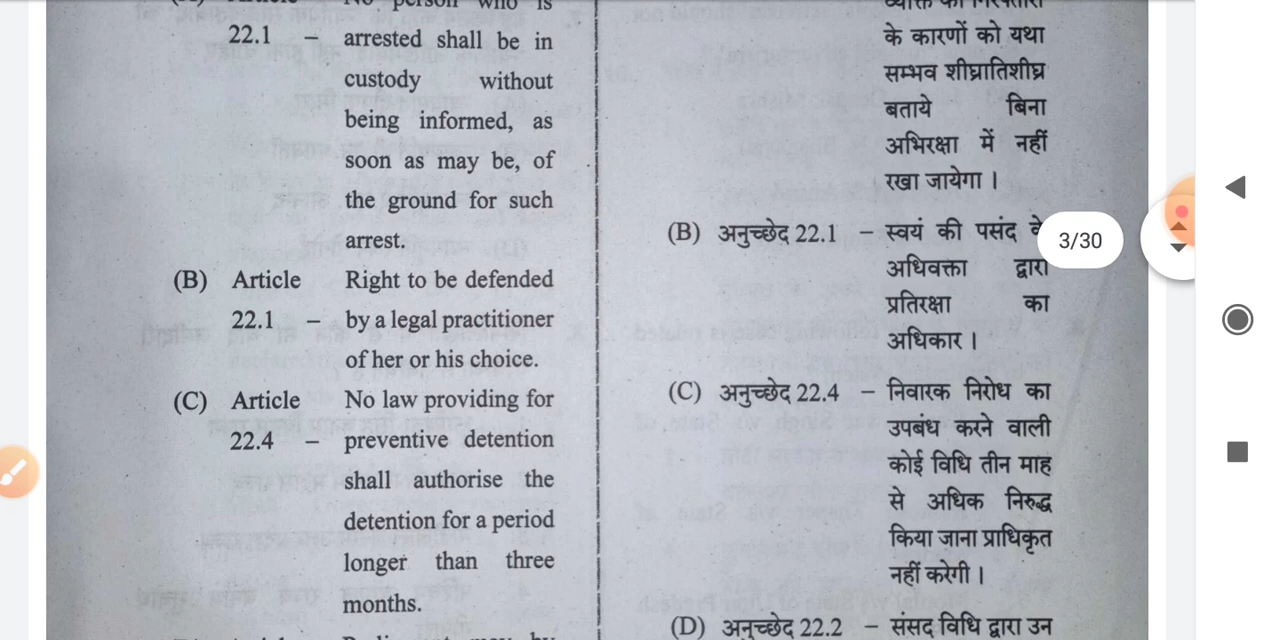 No person who is
22.1 – arrested shall be in
custody without
being informed, as
soon as may be, of
the ground for such
arrest.
(B) Article Right to be defended
22.1 – by a legal practitioner
of her or his choice.
(C) Article No law providing for
22.4 – preventive detention
shall authorise the
detention for a period
longer than three
months.
के कारणों को यथा
सम्भव शीघ्रातिशीघ्र
बताये बिना
अभिरक्षा में नहीं
रखा जायेगा।
(B) अनुच्छेद 22.1 – स्वयं की पसंद के
अधिवक्ता द्वारा
प्रतिरक्षा का
अधिकार।
(C) अनुच्छेद 22.4 – निवारक निरोध का
उपबंध करने वाली
कोई विधि तीन माह
से अधिक निरुद्ध
किया जाना प्राधिकृत
नहीं करेगी।
(D) अनुच्छेद 22.2 – संसद विधि द्वारा उन
3/30